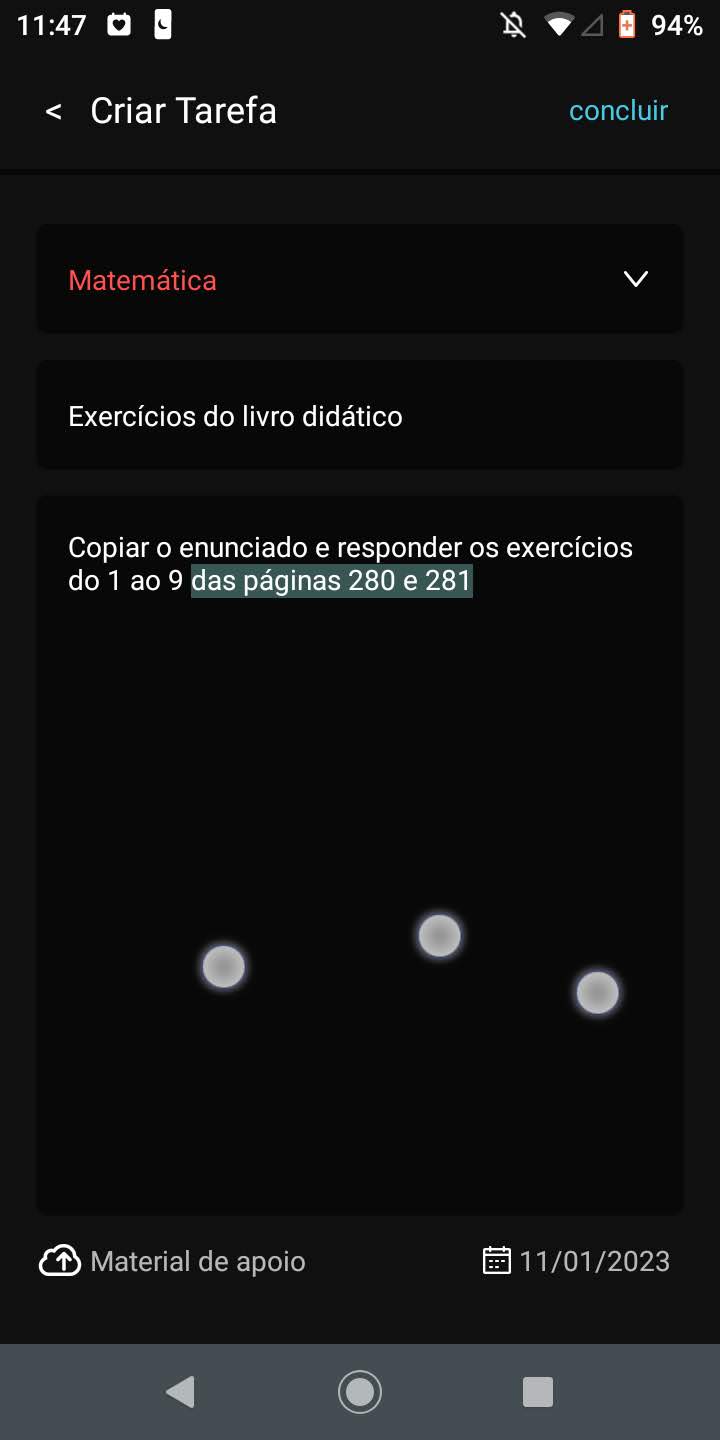 11:47
94%
< Criar Tarefa
concluir
Matemática
Exercícios do livro didático
Copiar o enunciado e responder os exercícios
do 1 ao 9 das páginas 280 e 281
Material de apoio
11/01/2023